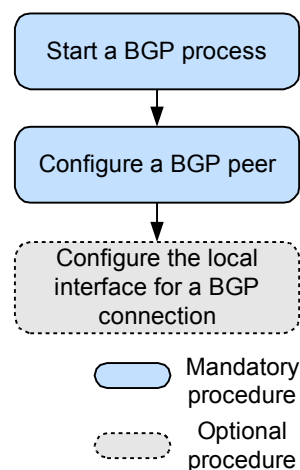 Start a BGP process
Configure a BGP peer
Configure the local
interface for a BGP
connection
Mandatory
procedure
Optional
procedure